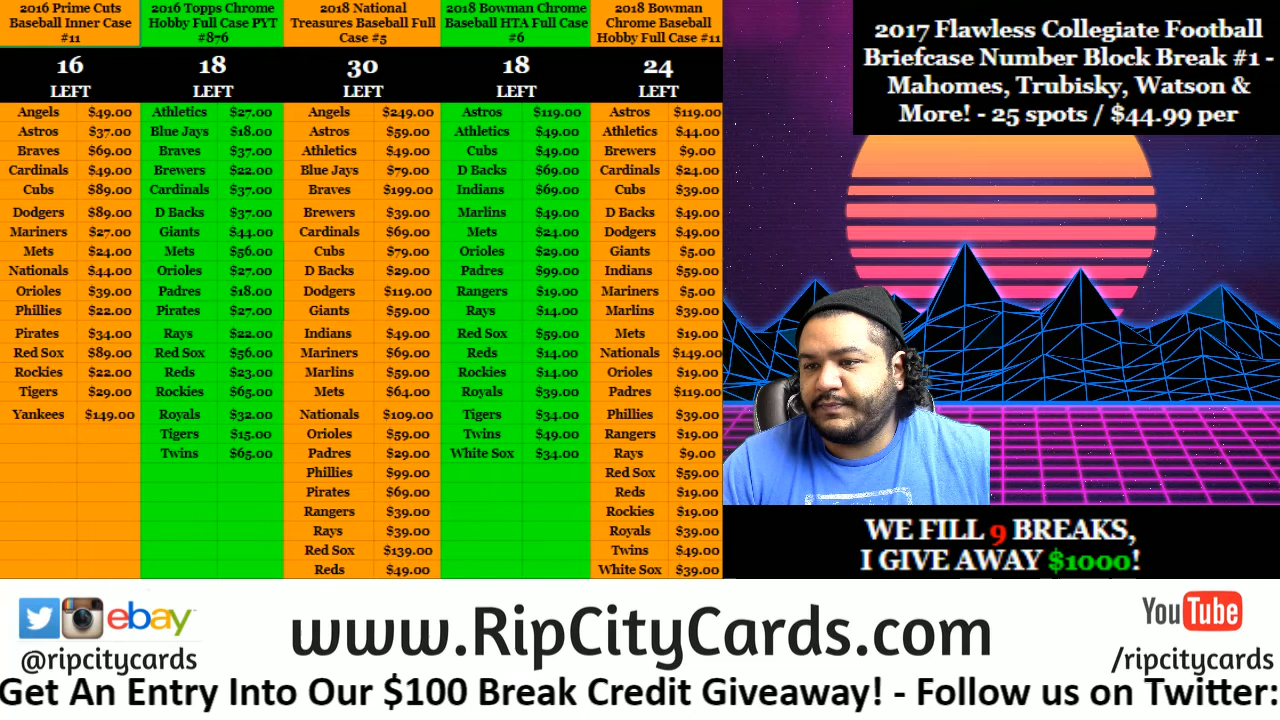 2016 Prime Cuts
Baseball Inner Case
#11
16
LEFT
Angels $49.00
Astros $37.00
Braves $69.00
Cardinals $49.00
Cubs $89.00
Dodgers $89.00
Mariners $27.00
Mets $24.00
Nationals $44.00
Orioles $39.00
Phillies $22.00
Pirates $34.00
Red Sox $89.00
Rockies $22.00
Tigers $29.00
Yankees $149.00
2016 Topps Chrome
Hobby Full Case PYT
#876
18
LEFT
Athletics $27.00
Blue Jays $18.00
Braves $37.00
Brewers $22.00
Cardinals $37.00
D Backs $37.00
Giants $44.00
Mets $56.00
Orioles $27.00
Padres $18.00
Pirates $27.00
Rays $22.00
Red Sox $56.00
Reds $23.00
Rockies $65.00
Royals $32.00
Tigers $15.00
Twins $65.00
2018 National
Treasures Baseball Full
Case #5
30
LEFT
Angels $249.00
Astros $59.00
Athletics $49.00
Blue Jays $79.00
Braves $199.00
Brewers $39.00
Cardinals $69.00
Cubs $79.00
D Backs $29.00
Dodgers $119.00
Giants $59.00
Indians $49.00
Mariners $69.00
Marlins $59.00
Mets $64.00
Nationals $109.00
Orioles $59.00
Padres $29.00
Phillies $99.00
Pirates $69.00
Rangers $39.00
Rays $39.00
Red Sox $139.00
Reds $49.00
2018 Bowman Chrome
Baseball HTA Full Case
#6
18
LEFT
Astros $119.00
Athletics $49.00
Cubs $49.00
D Backs $69.00
Indians $69.00
Marlins $49.00
Mets $24.00
Orioles $29.00
Padres $99.00
Rangers $19.00
Rays $14.00
Red Sox $59.00
Reds $14.00
Rockies $14.00
Royals $39.00
Tigers $34.00
Twins $49.00
White Sox $34.00
2018 Bowman
Chrome Baseball
Hobby Full Case #11
24
LEFT
Astros $119.00
Athletics $44.00
Brewers $9.00
Cardinals $24.00
Cubs $39.00
D Backs $49.00
Dodgers $49.00
Giants $5.00
Indians $59.00
Mariners $5.00
Marlins $39.00
Mets $19.00
Nationals $149.00
Orioles $19.00
Padres $119.00
Phillies $39.00
Rangers $19.00
Rays $9.00
Red Sox $59.00
Reds $19.00
Rockies $19.00
Royals $39.00
Twins $49.00
White Sox $39.00
2017 Flawless Collegiate Football
Briefcase Number Block Break #1 -
Mahomes, Trubisky, Watson &
More! - 25 spots / $44.99 per
WE FILL 9 BREAKS,
I GIVE AWAY $1000!
ebay
@ripcitycards
www.RipCityCards.com
YouTube
/ripcitycards
Get An Entry Into Our $100 Break Credit Giveaway! - Follow us on Twitter: